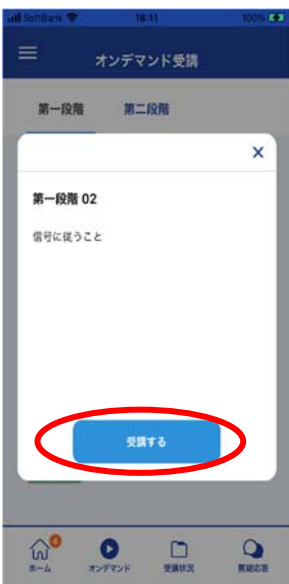 SoftBank 18:11 100%
オンデマンド受講
第一段階 第二段階
×
第一段階 02
信号に従うこと
受講する
4
ホーム オンデマンド 受講状況 質疑応答